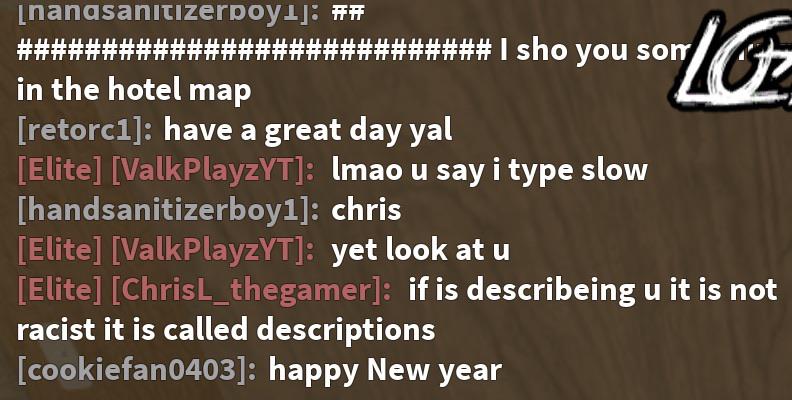 [handsanitizerboy1]: ##
############################ I sho you som
in the hotel map
[retorc1]: have a great day yal
[Elite] [ValkPlayzYT]: lmao u say i type slow
[handsanitizerboy1]: chris
[Elite] [ValkPlayzYT]: yet look at u
[Elite] [ChrisL_thegamer]: if is describeing u it is not
racist it is called descriptions
[cookiefan0403]: happy New year